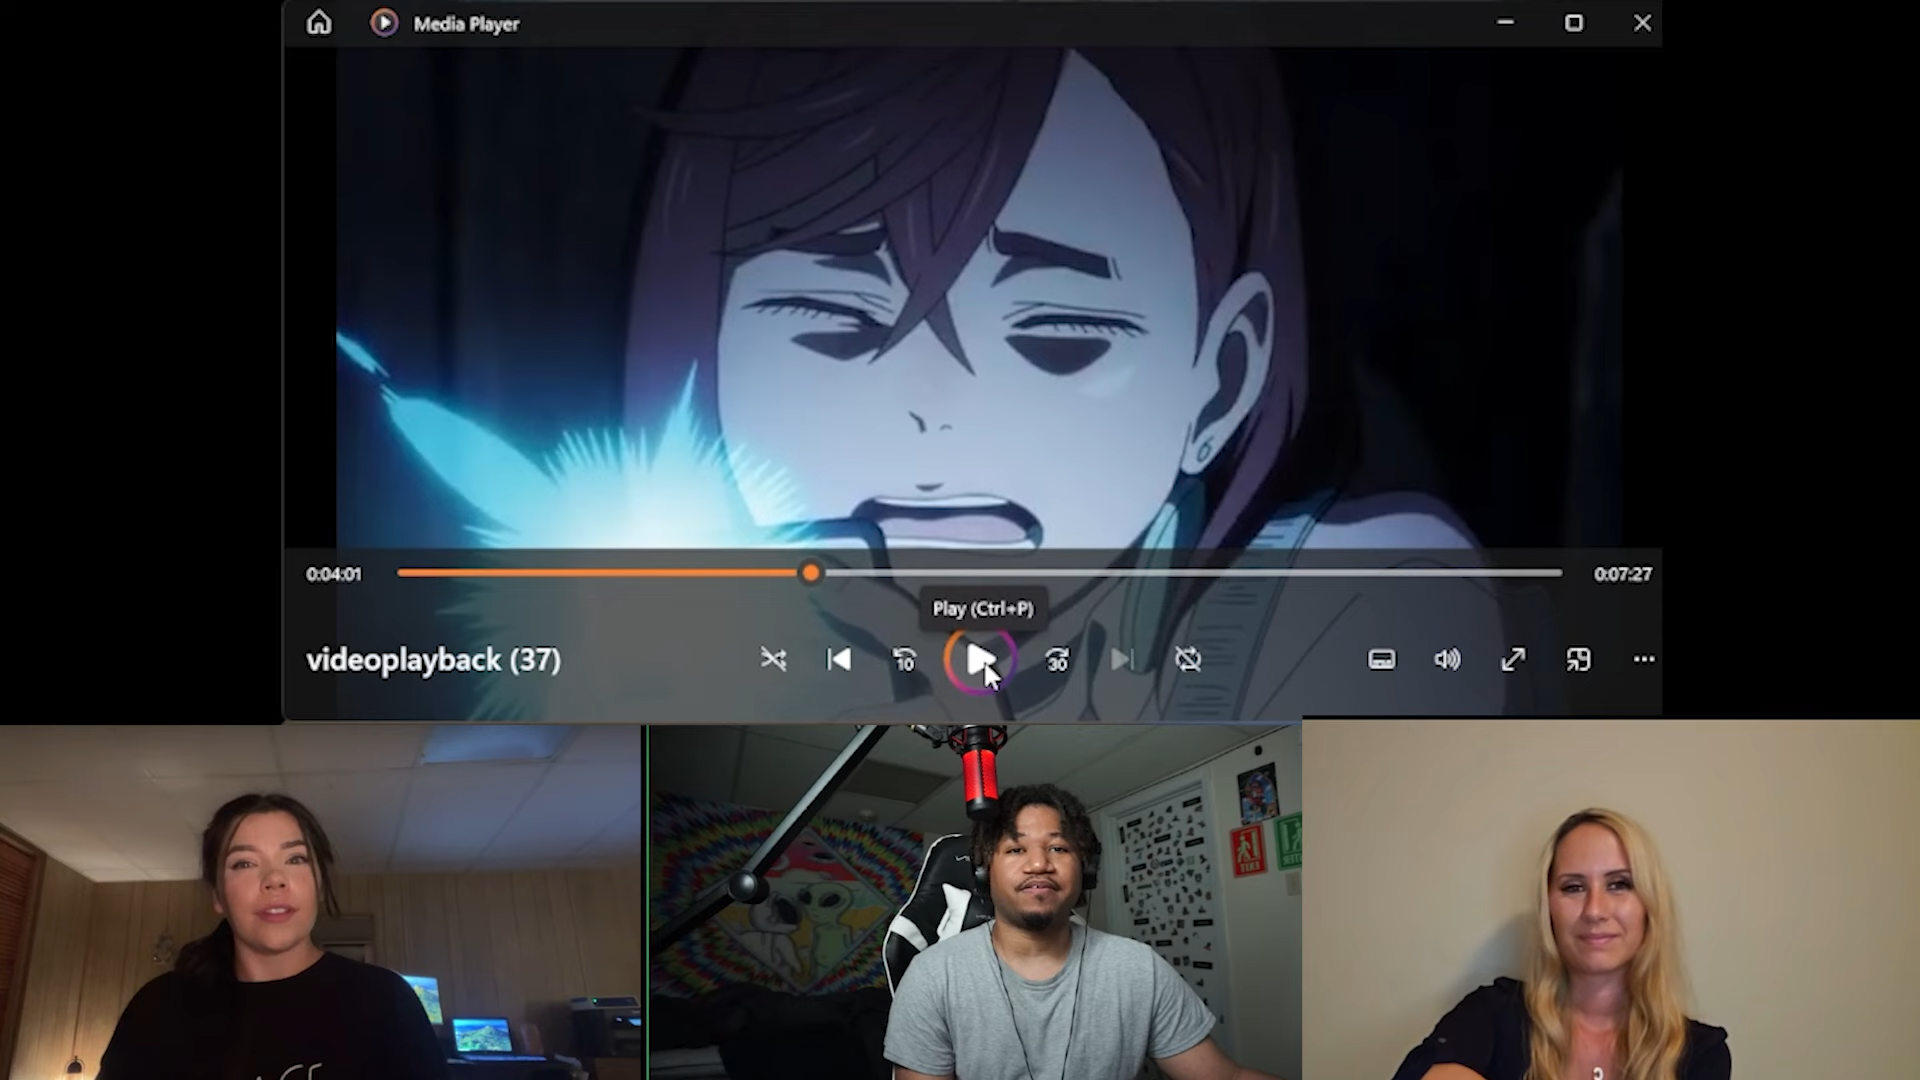 Media Player
0:04:01
0:07:27
Play (Ctrl+P)
videoplayback (37)
10
30